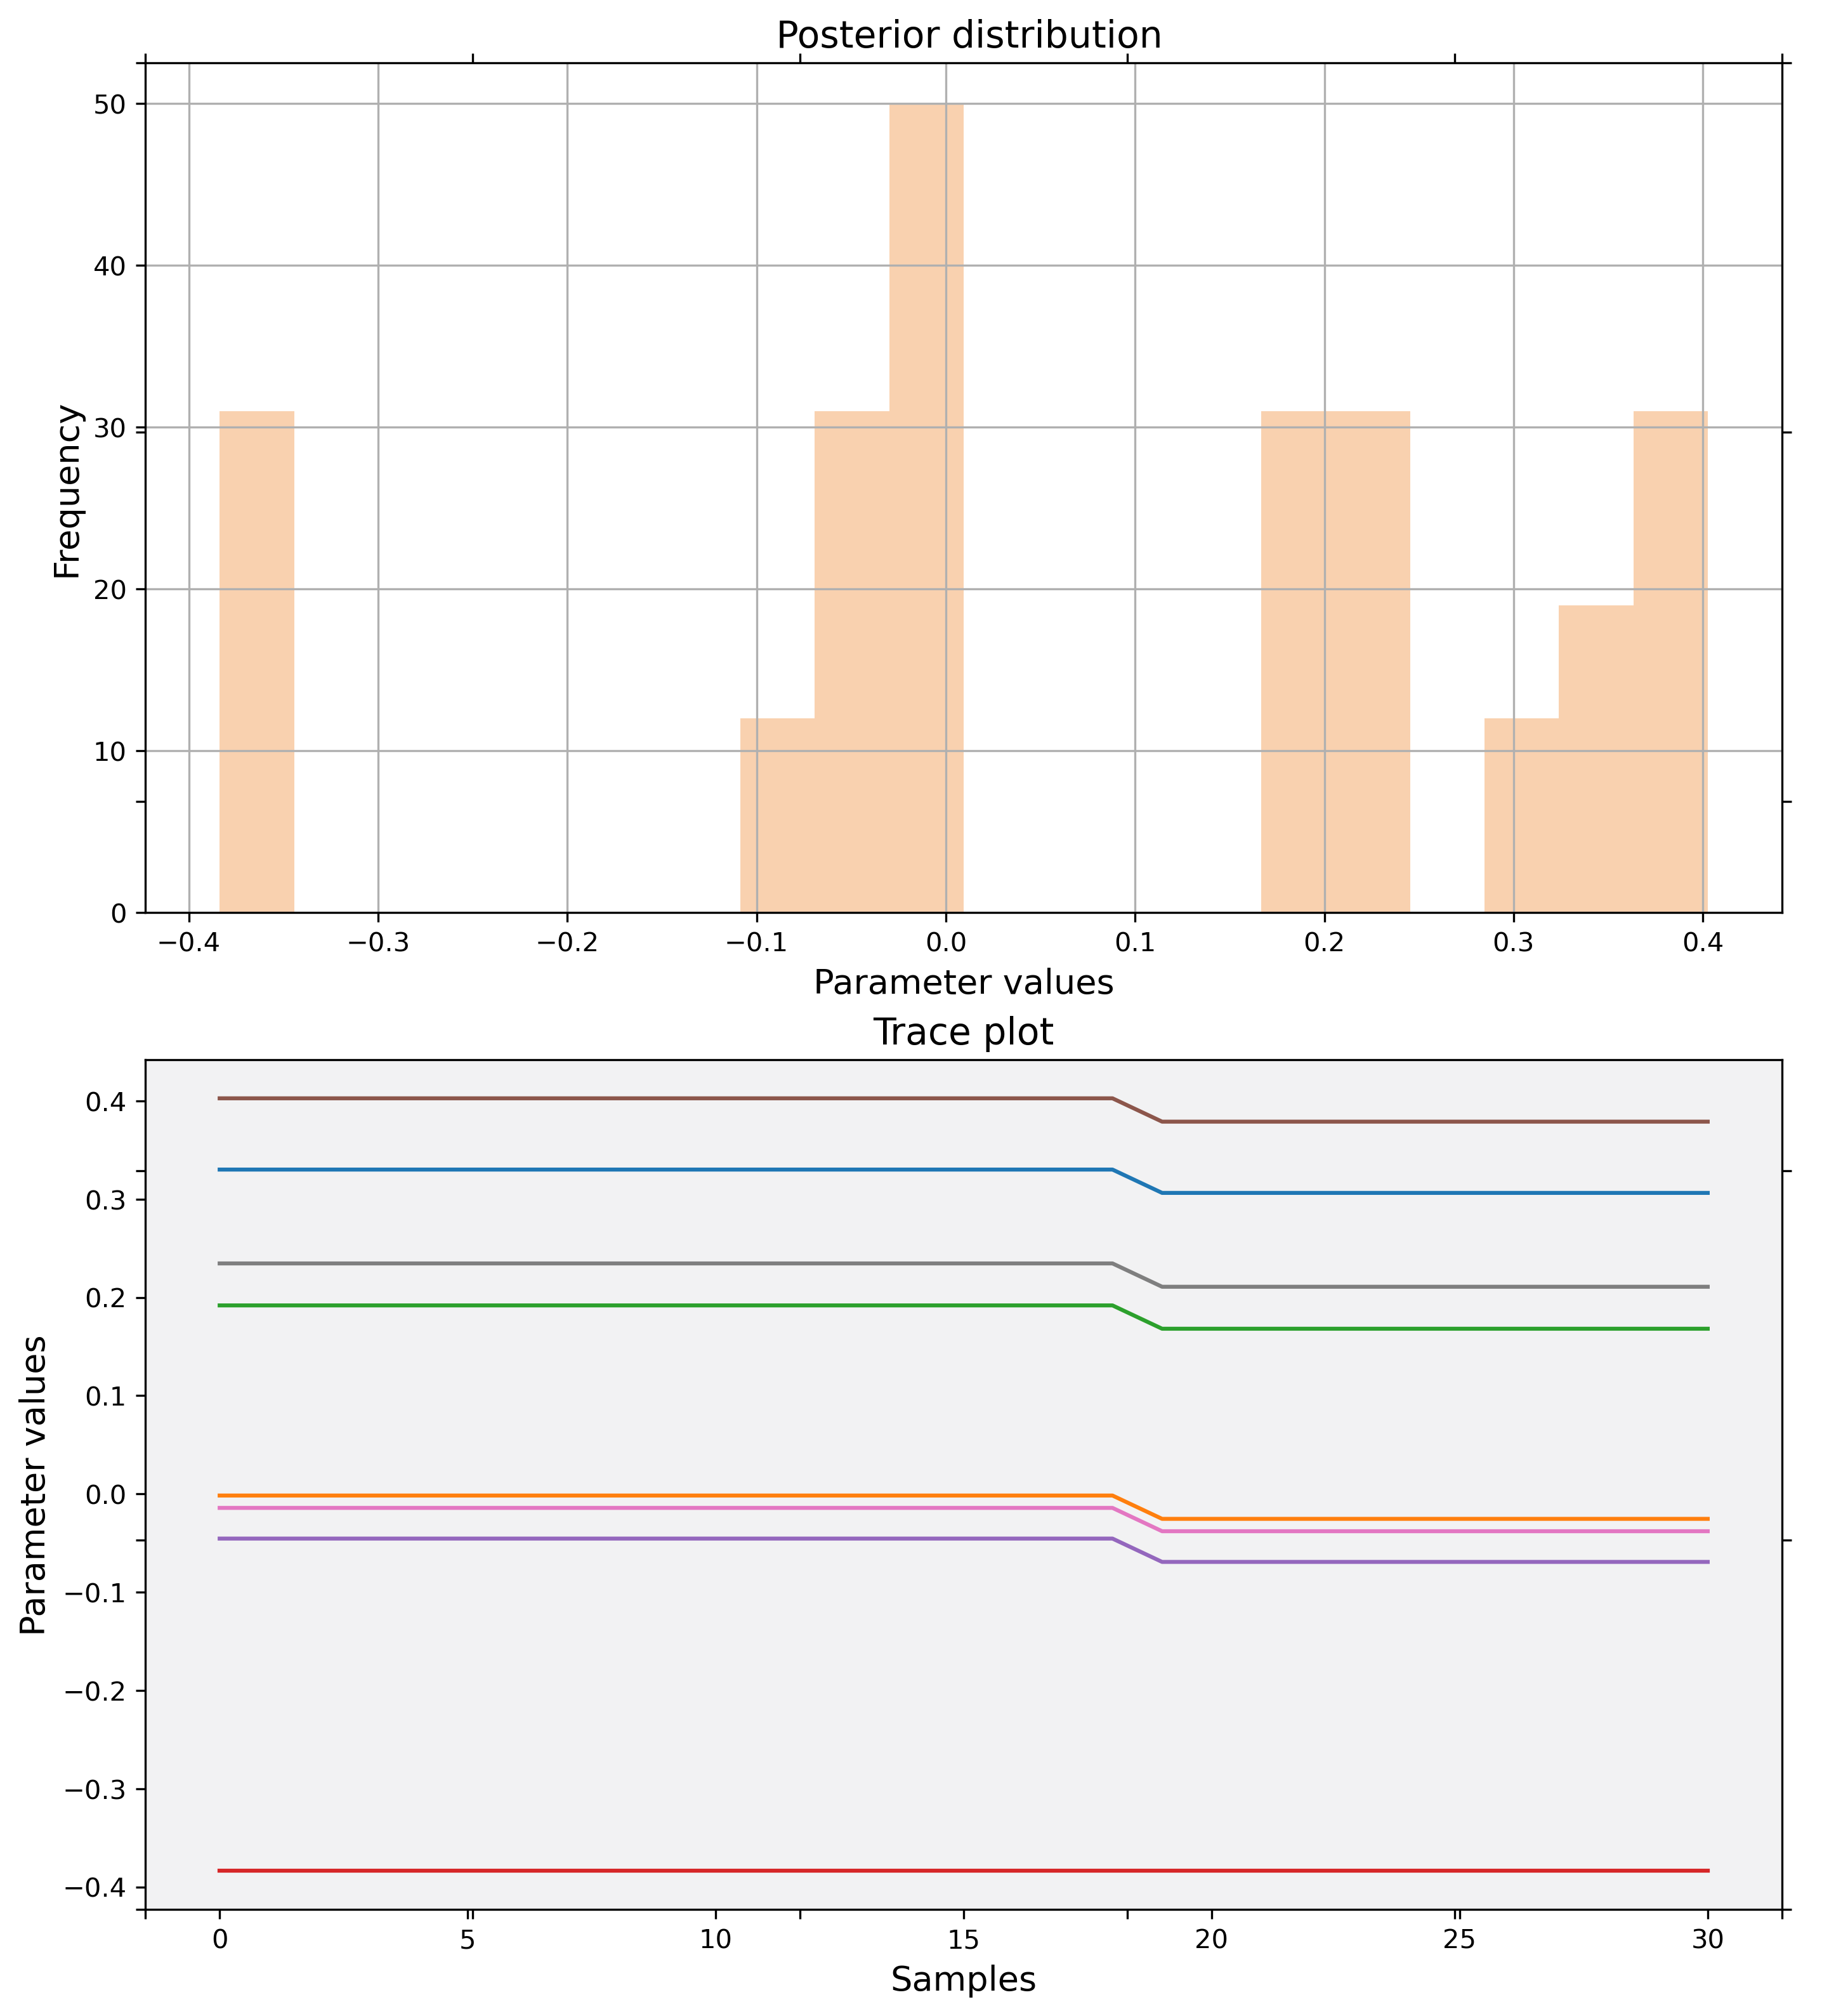 Posterior distribution
50
40
30
20
10
0
Frequency
−0.4 −0.3 −0.2 −0.1 0.0 0.1 0.2 0.3 0.4
Parameter values
Trace plot
0.4
0.3
0.2
0.1
0.0
−0.1
−0.2
−0.3
−0.4
Parameter values
0 5 10 15 20 25 30
Samples